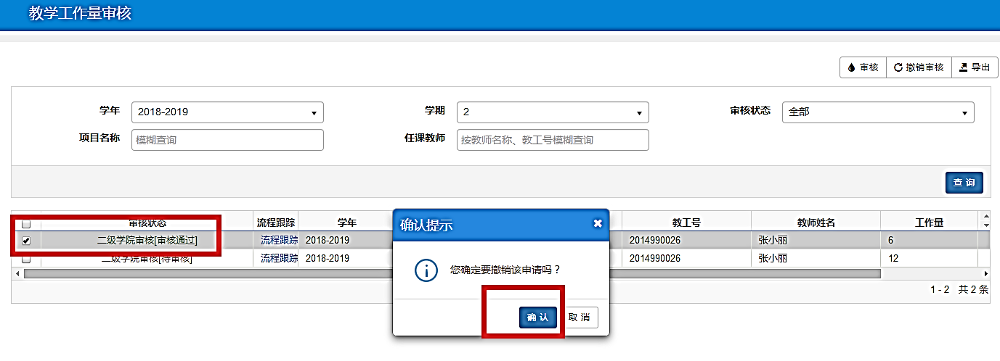 教学工作量审核
审核 撤销审核 导出
学年 2018-2019 学期 2 审核状态 全部
项目名称 模糊查询 任课教师 按教师名称、教工号模糊查询
查 询
审核状态 流程跟踪 学年 教工号 教师姓名 工作量
二级学院审核[审核通过] 流程跟踪 2018-2019 2014990026 张小丽 6
二级学院审核[待审核] 流程跟踪 2018-2019 2014990026 张小丽 12
1 - 2 共 2 条
确认提示
您确定要撤销该申请吗？
确 认 取 消